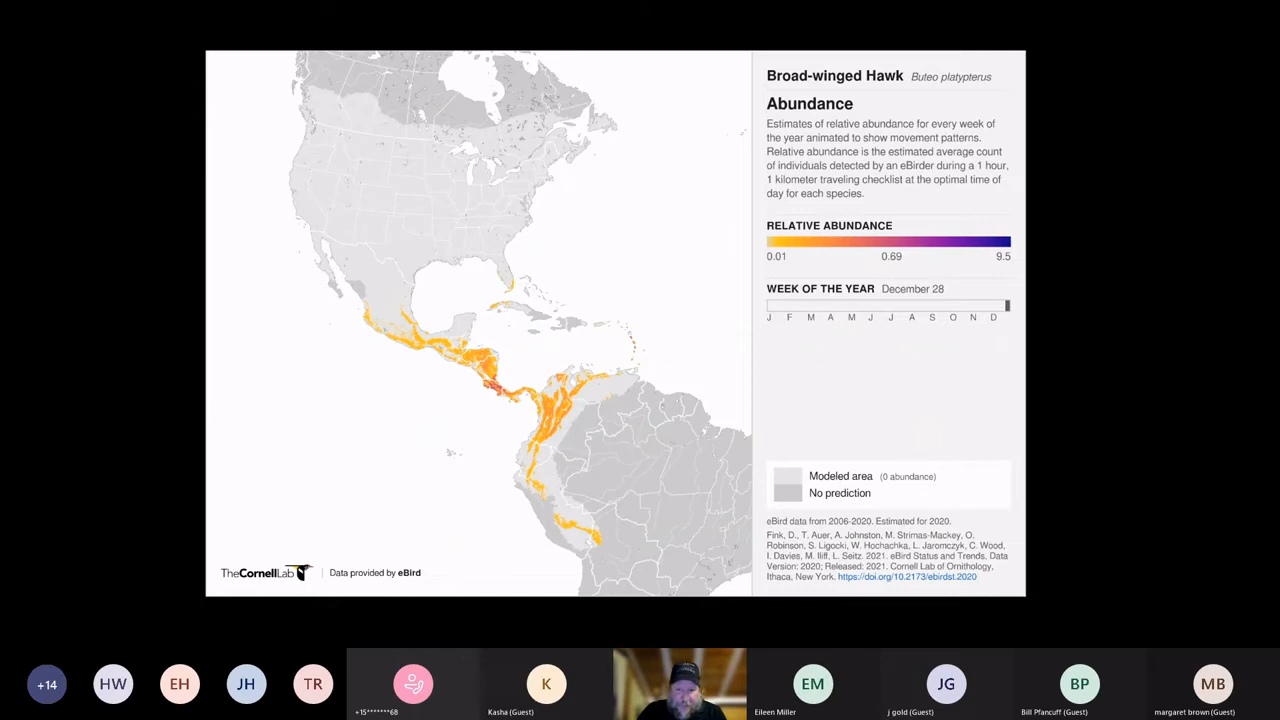 Broad-winged Hawk Buteo platypterus
Abundance
Estimates of relative abundance for every week of
the year animated to show movement patterns.
Relative abundance is the estimated average count
of individuals detected by an eBirder during a 1 hour,
1 kilometer traveling checklist at the optimal time of
day for each species.
RELATIVE ABUNDANCE
0.01 0.69 9.5
WEEK OF THE YEAR December 28
J F M A M J J A S O N D
Modeled area (0 abundance)
No prediction
eBird data from 2006-2020. Estimated for 2020.
Fink, D., T. Auer, A. Johnston, M. Strimas-Mackey, O.
Robinson, S. Ligocki, W. Hochachka, L. Jaromczyk, C. Wood,
I. Davies, M. Iliff, L. Seitz. 2021. eBird Status and Trends, Data
Version: 2020; Released: 2021. Cornell Lab of Ornithology,
Ithaca, New York. https://doi.org/10.2173/ebirdst.2020
TheCornellLab Data provided by eBird
+14 HW EH JH TR K EM JG BP MB
+15*******68 Kasha (Guest) Eileen Miller j gold (Guest) Bill Pfancuff (Guest) margaret brown (Guest)